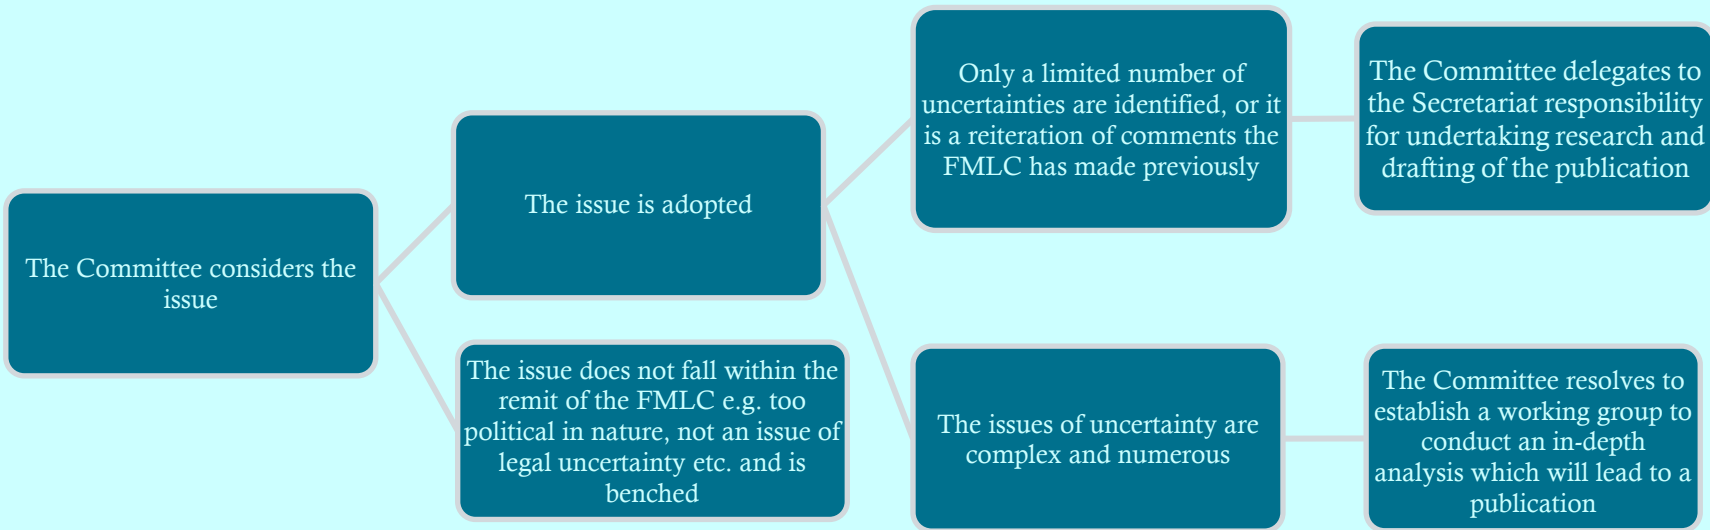 The Committee considers the
issue
The issue is adopted
The issue does not fall within the
remit of the FMLC e.g. too
political in nature, not an issue of
legal uncertainty etc. and is
benched
Only a limited number of
uncertainties are identified, or it
is a reiteration of comments the
FMLC has made previously
The Committee delegates to
the Secretariat responsibility
for undertaking research and
drafting of the publication
The issues of uncertainty are
complex and numerous
The Committee resolves to
establish a working group to
conduct an in-depth
analysis which will lead to a
publication